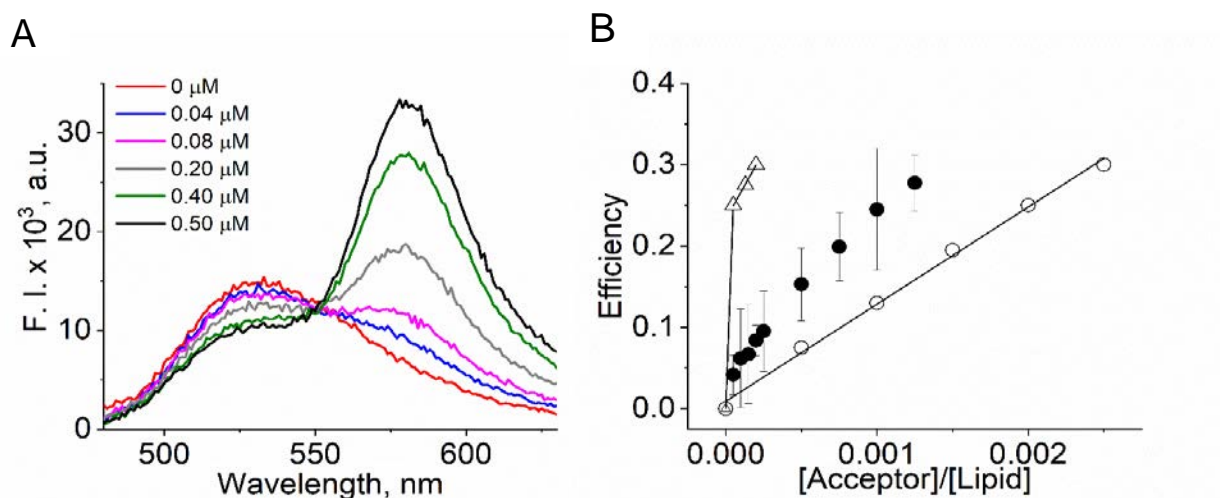 A
B
F. I. x 10³, a.u.
30
20
10
0
0 μM
0.04 μM
0.08 μM
0.20 μM
0.40 μM
0.50 μM
500 550 600
Wavelength, nm
Efficiency
0.4
0.3
0.2
0.1
0.0
0.000 0.001 0.002
[Acceptor]/[Lipid]